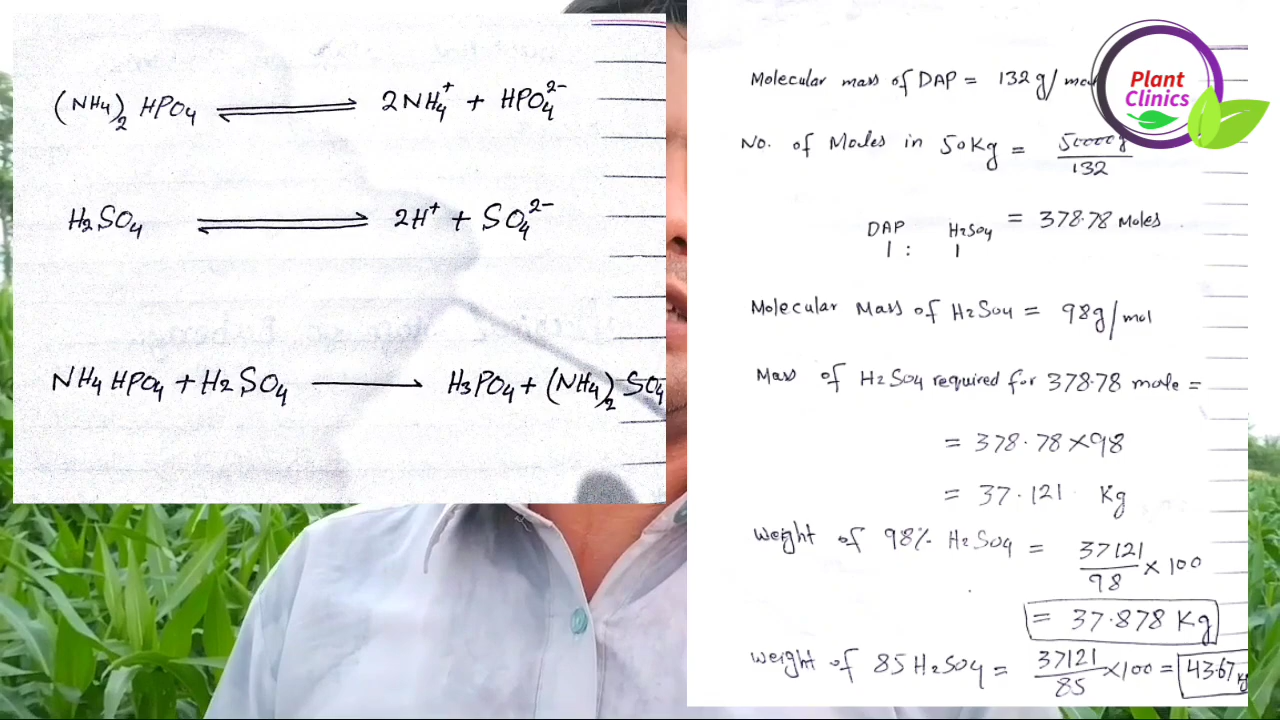 (NH4)2 HPO4 ⇌ 2NH4+ + HPO4 2-
H2SO4 ⇌ 2H+ + SO4 2-
NH4 HPO4 + H2SO4 → H3PO4 + (NH4)2 SO4
Molecular mass of DAP = 132 g/
No. of Moles in 50Kg = 50000g
132
= 378.78 Moles
DAP H2SO4
1 : 1
Molecular Mass of H2SO4 = 98g/mol
Mass of H2SO4 required for 378.78 mole =
= 378.78 × 98
= 37.121 Kg
Weight of 98% H2SO4 = 37121
98 × 100
= 37.878 Kg
Weight of 85 H2SO4 = 37121
85 × 100 = 43.67 kg
Plant
Clinics